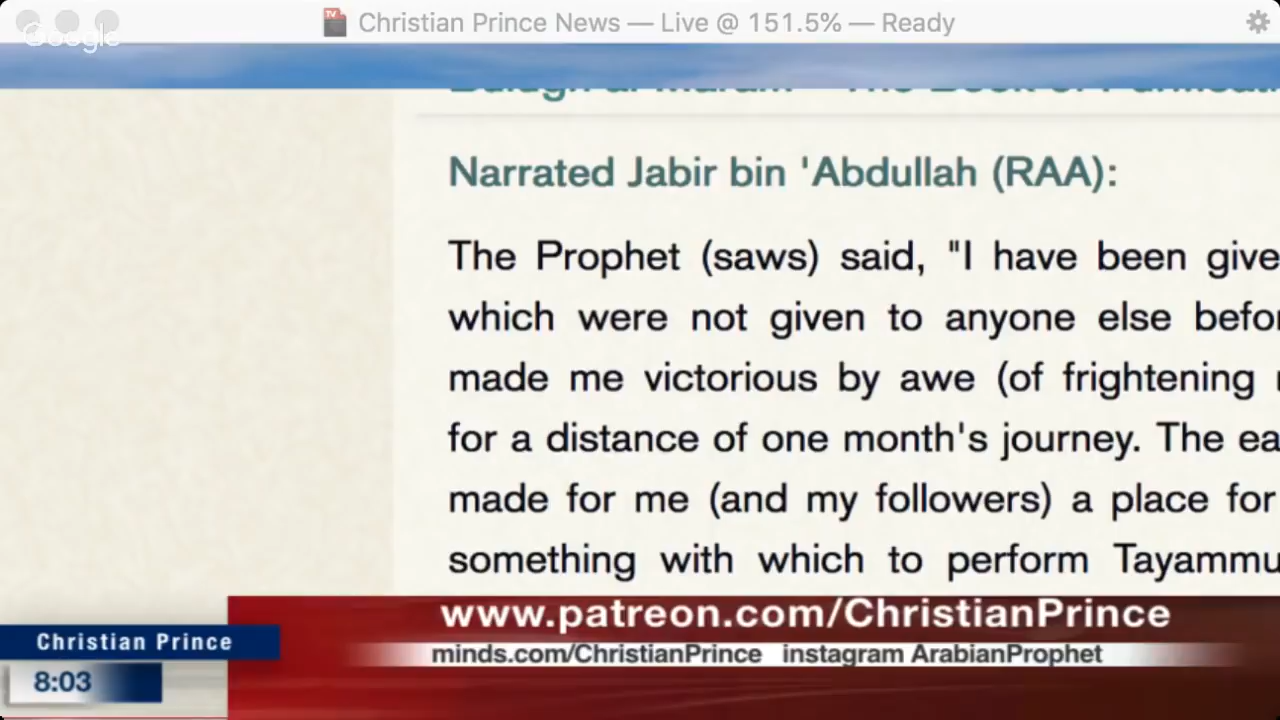 Christian Prince News — Live @ 151.5% — Ready
Google
Narrated Jabir bin 'Abdullah (RAA):
The Prophet (saws) said, "I have been give
which were not given to anyone else befo
made me victorious by awe (of frightening
for a distance of one month's journey. The ea
made for me (and my followers) a place for
something with which to perform Tayammu
www.patreon.com/ChristianPrince
Christian Prince
minds.com/ChristianPrince instagram ArabianProphet
8:03